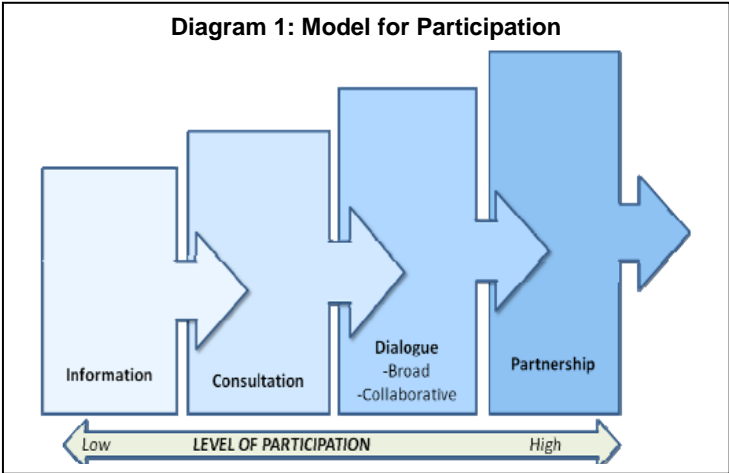 Diagram 1: Model for Participation
Information
Consultation
Dialogue
-Broad
-Collaborative
Partnership
Low LEVEL OF PARTICIPATION High